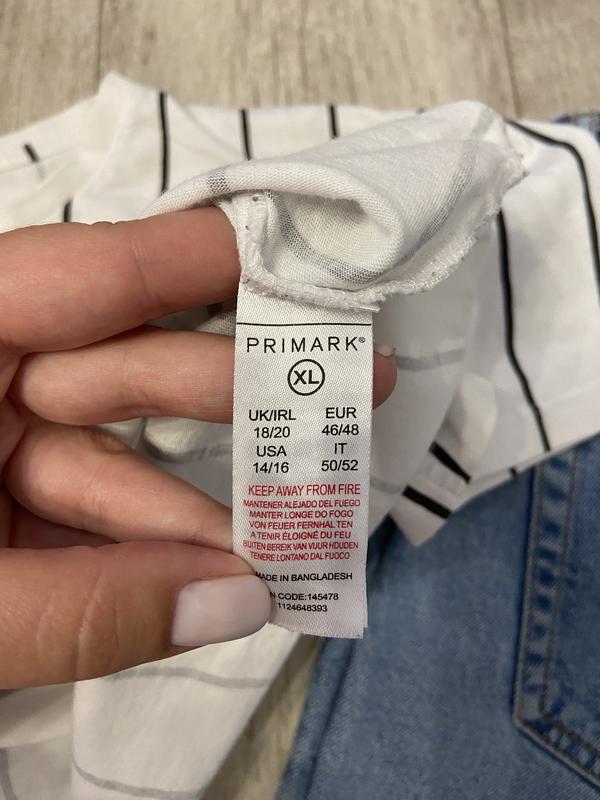 PRIMARK®
XL
UK/IRL EUR
18/20 46/48
USA IT
14/16 50/52
KEEP AWAY FROM FIRE
MANTENER ALEJADO DEL FUEGO
MANTER LONGE DO FOGO
VON FEUER FERNHAL TEN
A TENIR ÉLOIGNÉ DU FEU
BUITEN BEREIK VAN VUUR HOUDEN
TENERE LONTANO DAL FUOCO
MADE IN BANGLADESH
N CODE:145478
1124648393